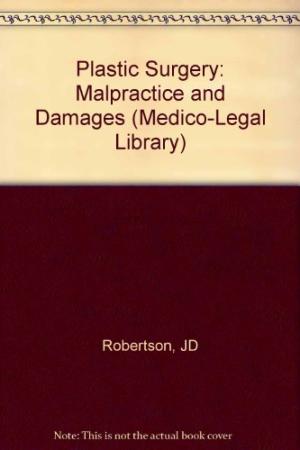 Plastic Surgery:
Malpractice and
Damages (Medico-Legal
Library)
Robertson, JD
Note: This is not the actual book cover